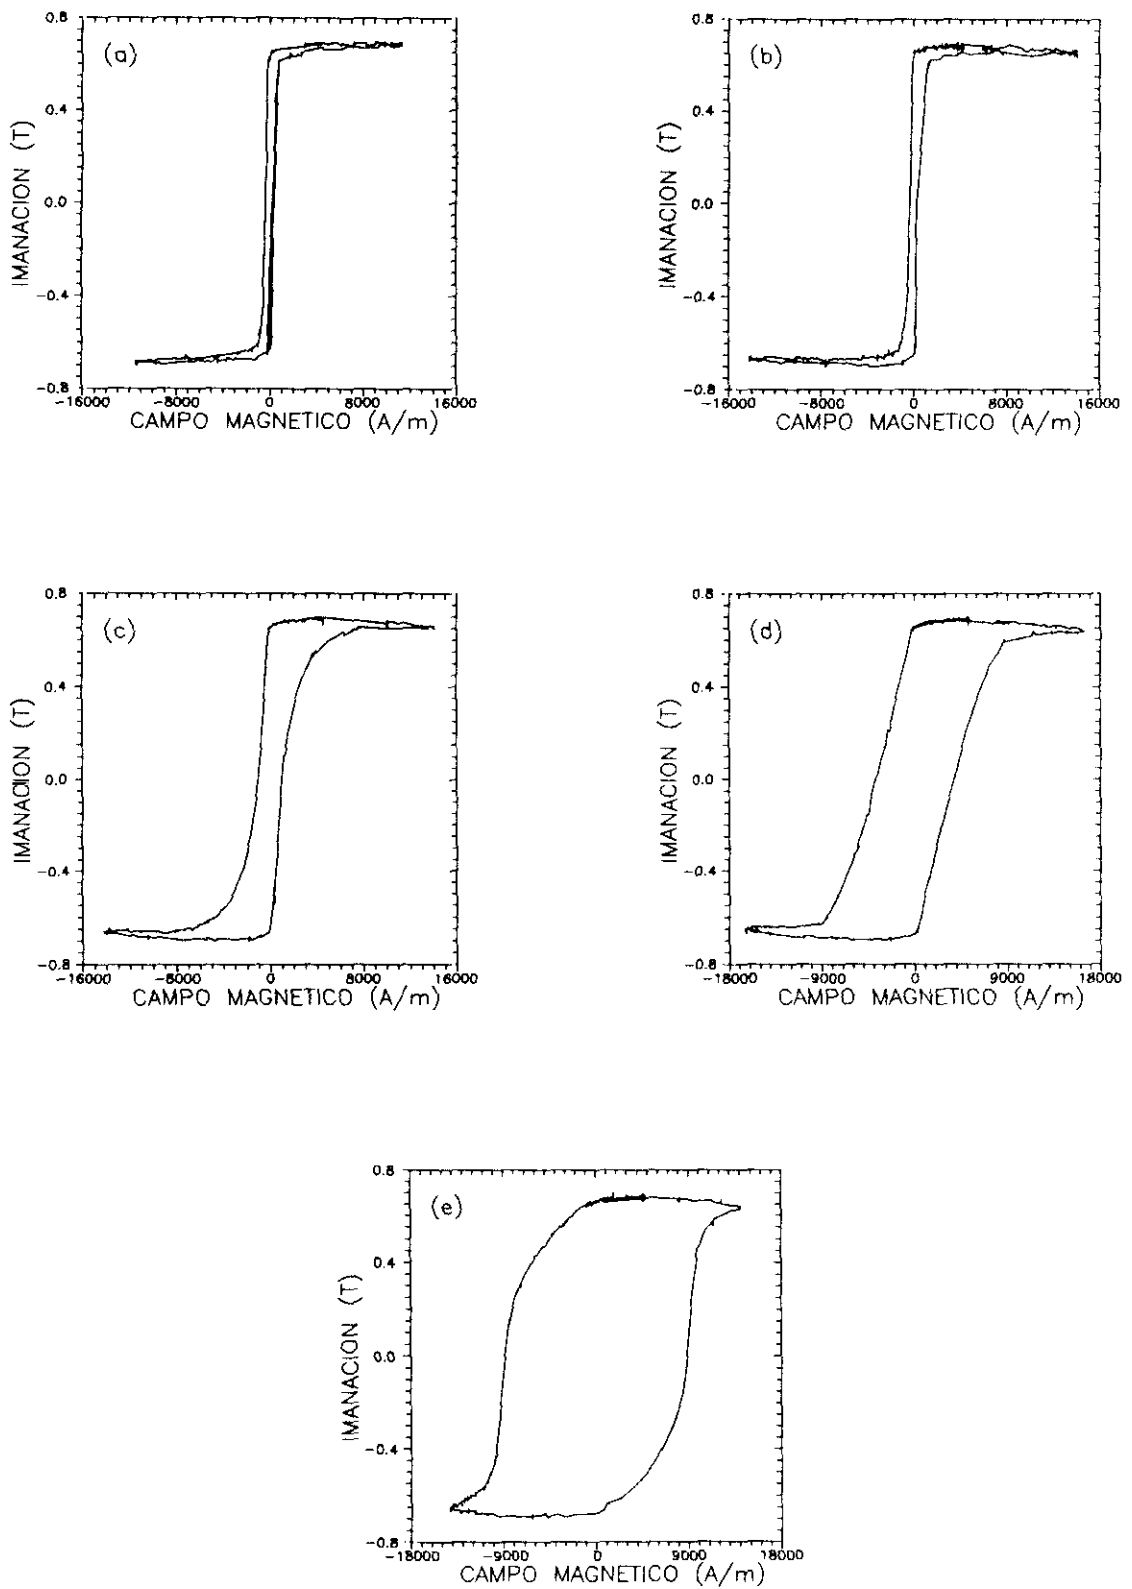 (a)
0.8
0.4
0.0
-0.4
-0.8
IMANACION (T)
-16000 -8000 0 8000 16000
CAMPO MAGNETICO (A/m)
(b)
0.8
0.4
0.0
-0.4
-0.8
IMANACION (T)
-16000 -8000 0 8000 16000
CAMPO MAGNETICO (A/m)
(c)
0.8
0.4
0.0
-0.4
-0.8
IMANACION (T)
-16000 -8000 0 8000 16000
CAMPO MAGNETICO (A/m)
(d)
0.8
0.4
0.0
-0.4
-0.8
IMANACION (T)
-18000 -9000 0 9000 18000
CAMPO MAGNETICO (A/m)
(e)
0.8
0.4
0.0
-0.4
-0.8
IMANACION (T)
-18000 -9000 0 9000 18000
CAMPO MAGNETICO (A/m)